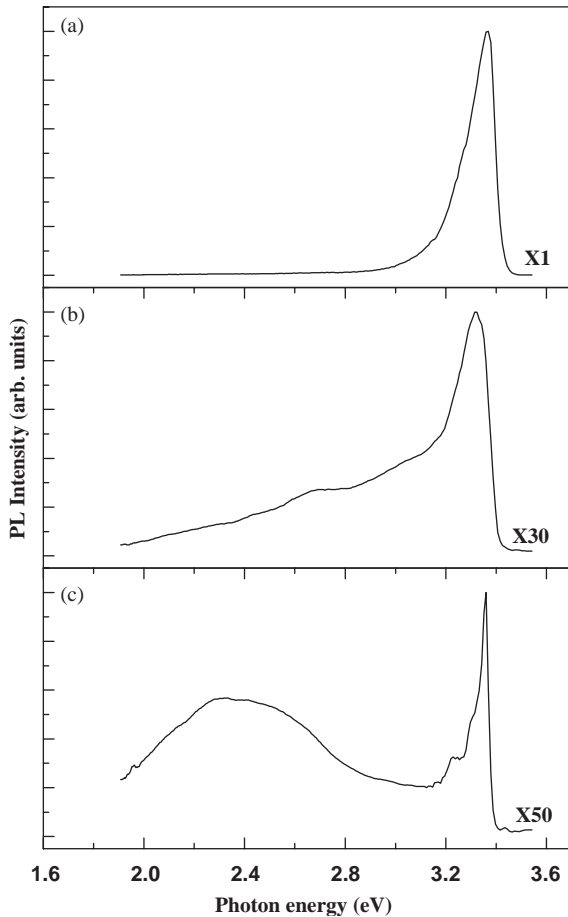 (a)
X1
(b)
X30
(c)
X50
1.6 2.0 2.4 2.8 3.2 3.6
Photon energy (eV)
PL Intensity (arb. units)